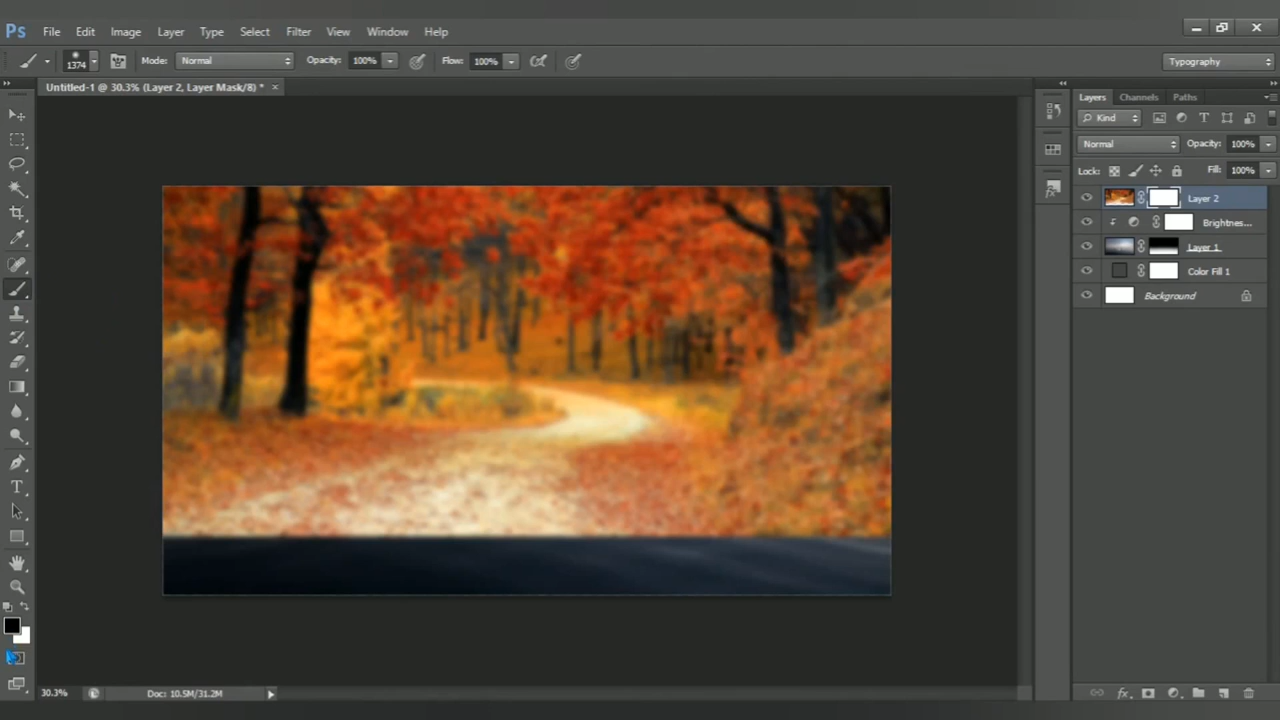 Ps File Edit Image Layer Type Select Filter View Window Help
1374 Mode: Normal Opacity: 100% Flow: 100% Typography
Untitled-1 @ 30.3% (Layer 2, Layer Mask/8) * ×
Layers Channels Paths
Kind
Normal Opacity: 100%
Lock: Fill: 100%
Layer 2
Brightnes...
Layer 1
Color Fill 1
Background
30.3% Doc: 10.5M/31.2M